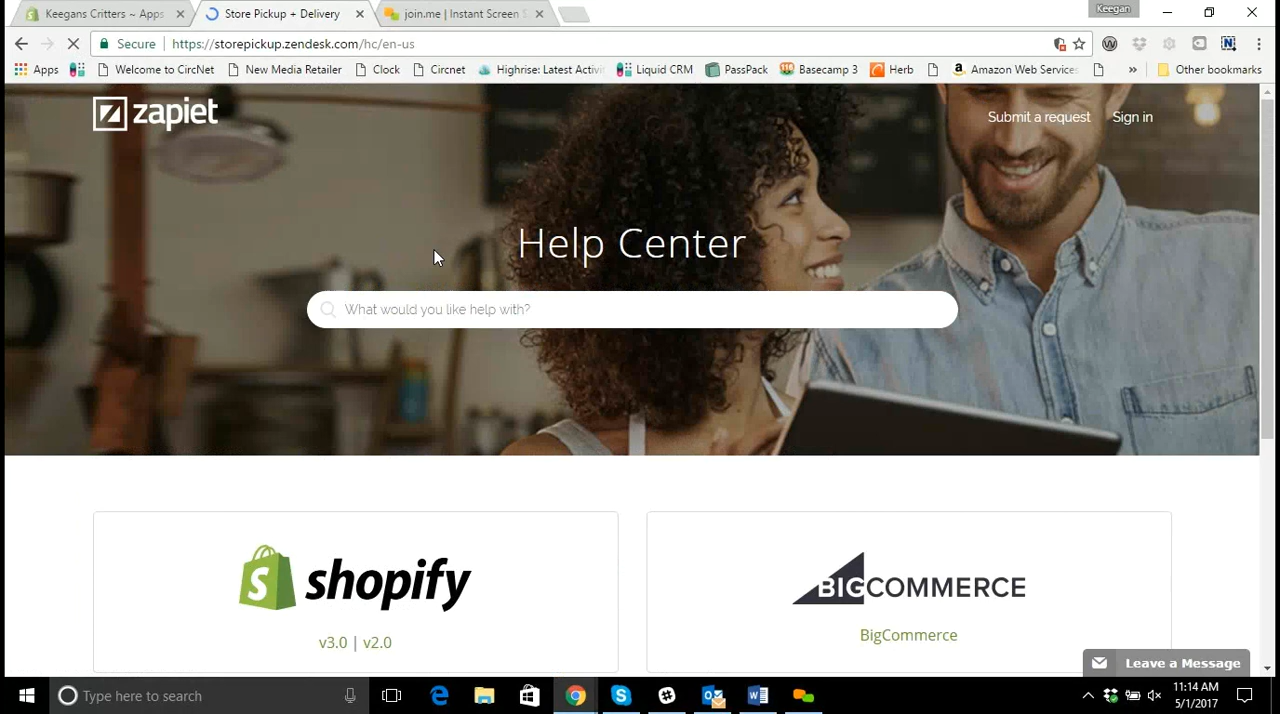 Keegans Critters ~ Apps
Store Pickup + Delivery
join.me | Instant Screen S
Keegan
Secure
https://storepickup.zendesk.com/hc/en-us
Apps
Welcome to CircNet
New Media Retailer
Clock
Circnet
Highrise: Latest Activi
Liquid CRM
PassPack
Basecamp 3
Herb
Amazon Web Services
»
Other bookmarks
zapiet
Submit a request
Sign in
Help Center
What would you like help with?
shopify
v3.0 | v2.0
BIGCOMMERCE
BigCommerce
Leave a Message
Type here to search
11:14 AM
5/1/2017